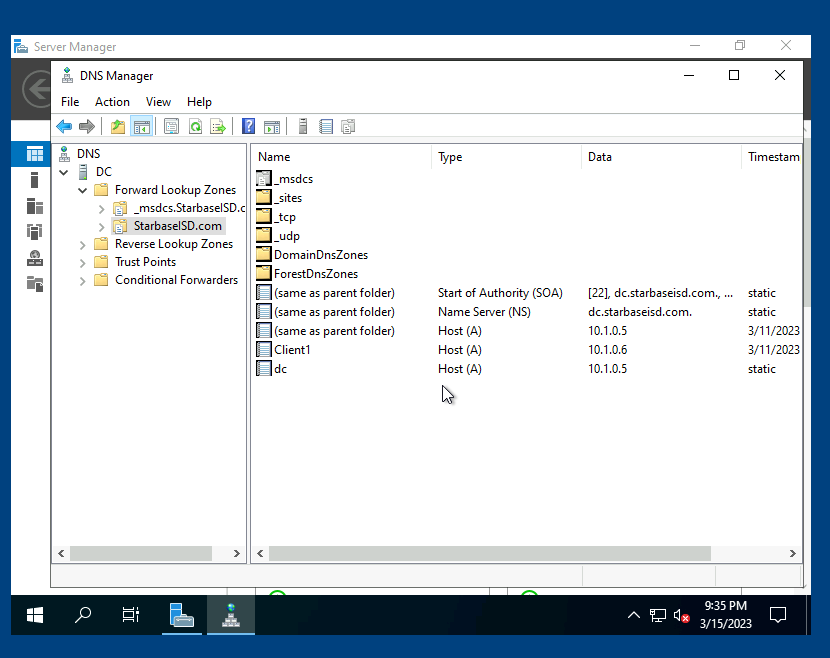 Server Manager
DNS Manager
File Action View Help
DNS
DC
Forward Lookup Zones
_msdcs.StarbaseISD.c
StarbaseISD.com
Reverse Lookup Zones
Trust Points
Conditional Forwarders
Name Type Data Timestam
_msdcs
_sites
_tcp
_udp
DomainDnsZones
ForestDnsZones
(same as parent folder) Start of Authority (SOA) [22], dc.starbaseisd.com., ... static
(same as parent folder) Name Server (NS) dc.starbaseisd.com. static
(same as parent folder) Host (A) 10.1.0.5 3/11/2023
Client1 Host (A) 10.1.0.6 3/11/2023
dc Host (A) 10.1.0.5 static
9:35 PM
3/15/2023